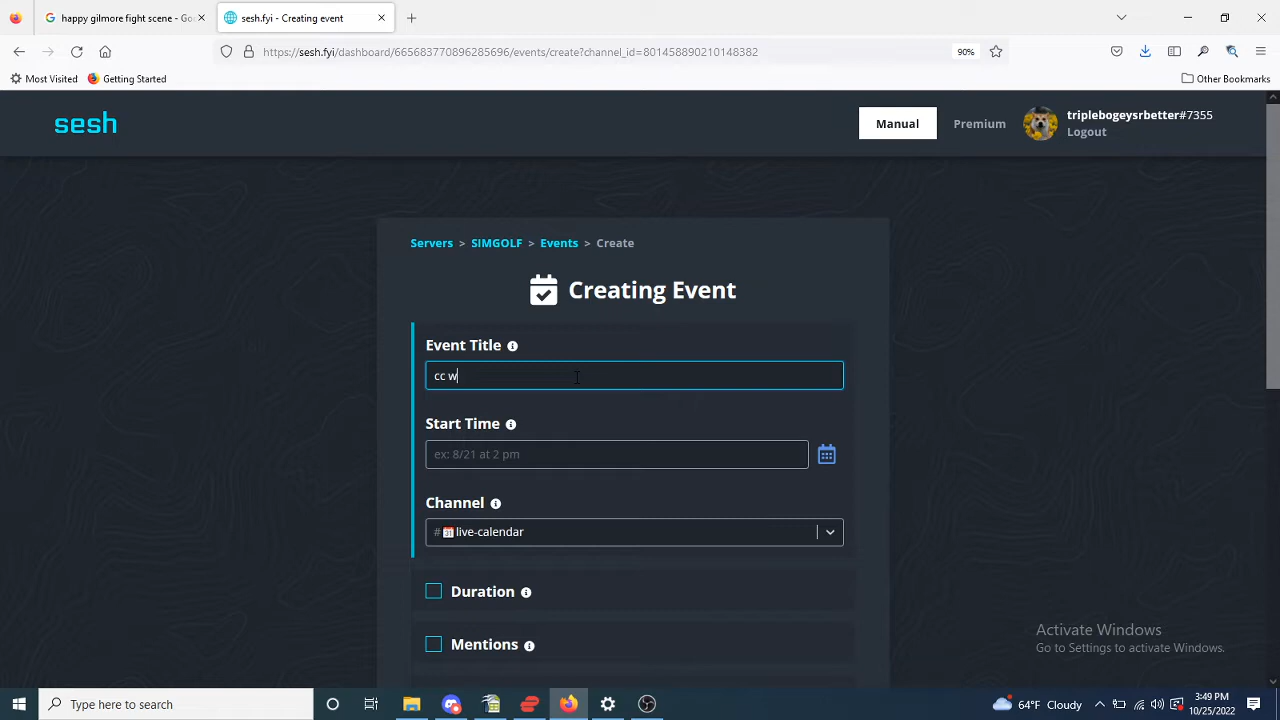 happy gilmore fight scene - Goo
sesh.fyi - Creating event
https://sesh.fyi/dashboard/665683770896285696/events/create?channel_id=801458890210148332
90%
Most Visited
Getting Started
Other Bookmarks
sesh
Manual
Premium
triplebogeysrbetter#7355
Logout
Servers > SIMGOLF > Events > Create
Creating Event
Event Title
cc w
Start Time
ex: 8/21 at 2 pm
Channel
# live-calendar
Duration
Mentions
Activate Windows
Go to Settings to activate Windows.
Type here to search
64°F Cloudy
3:49 PM
10/25/2022